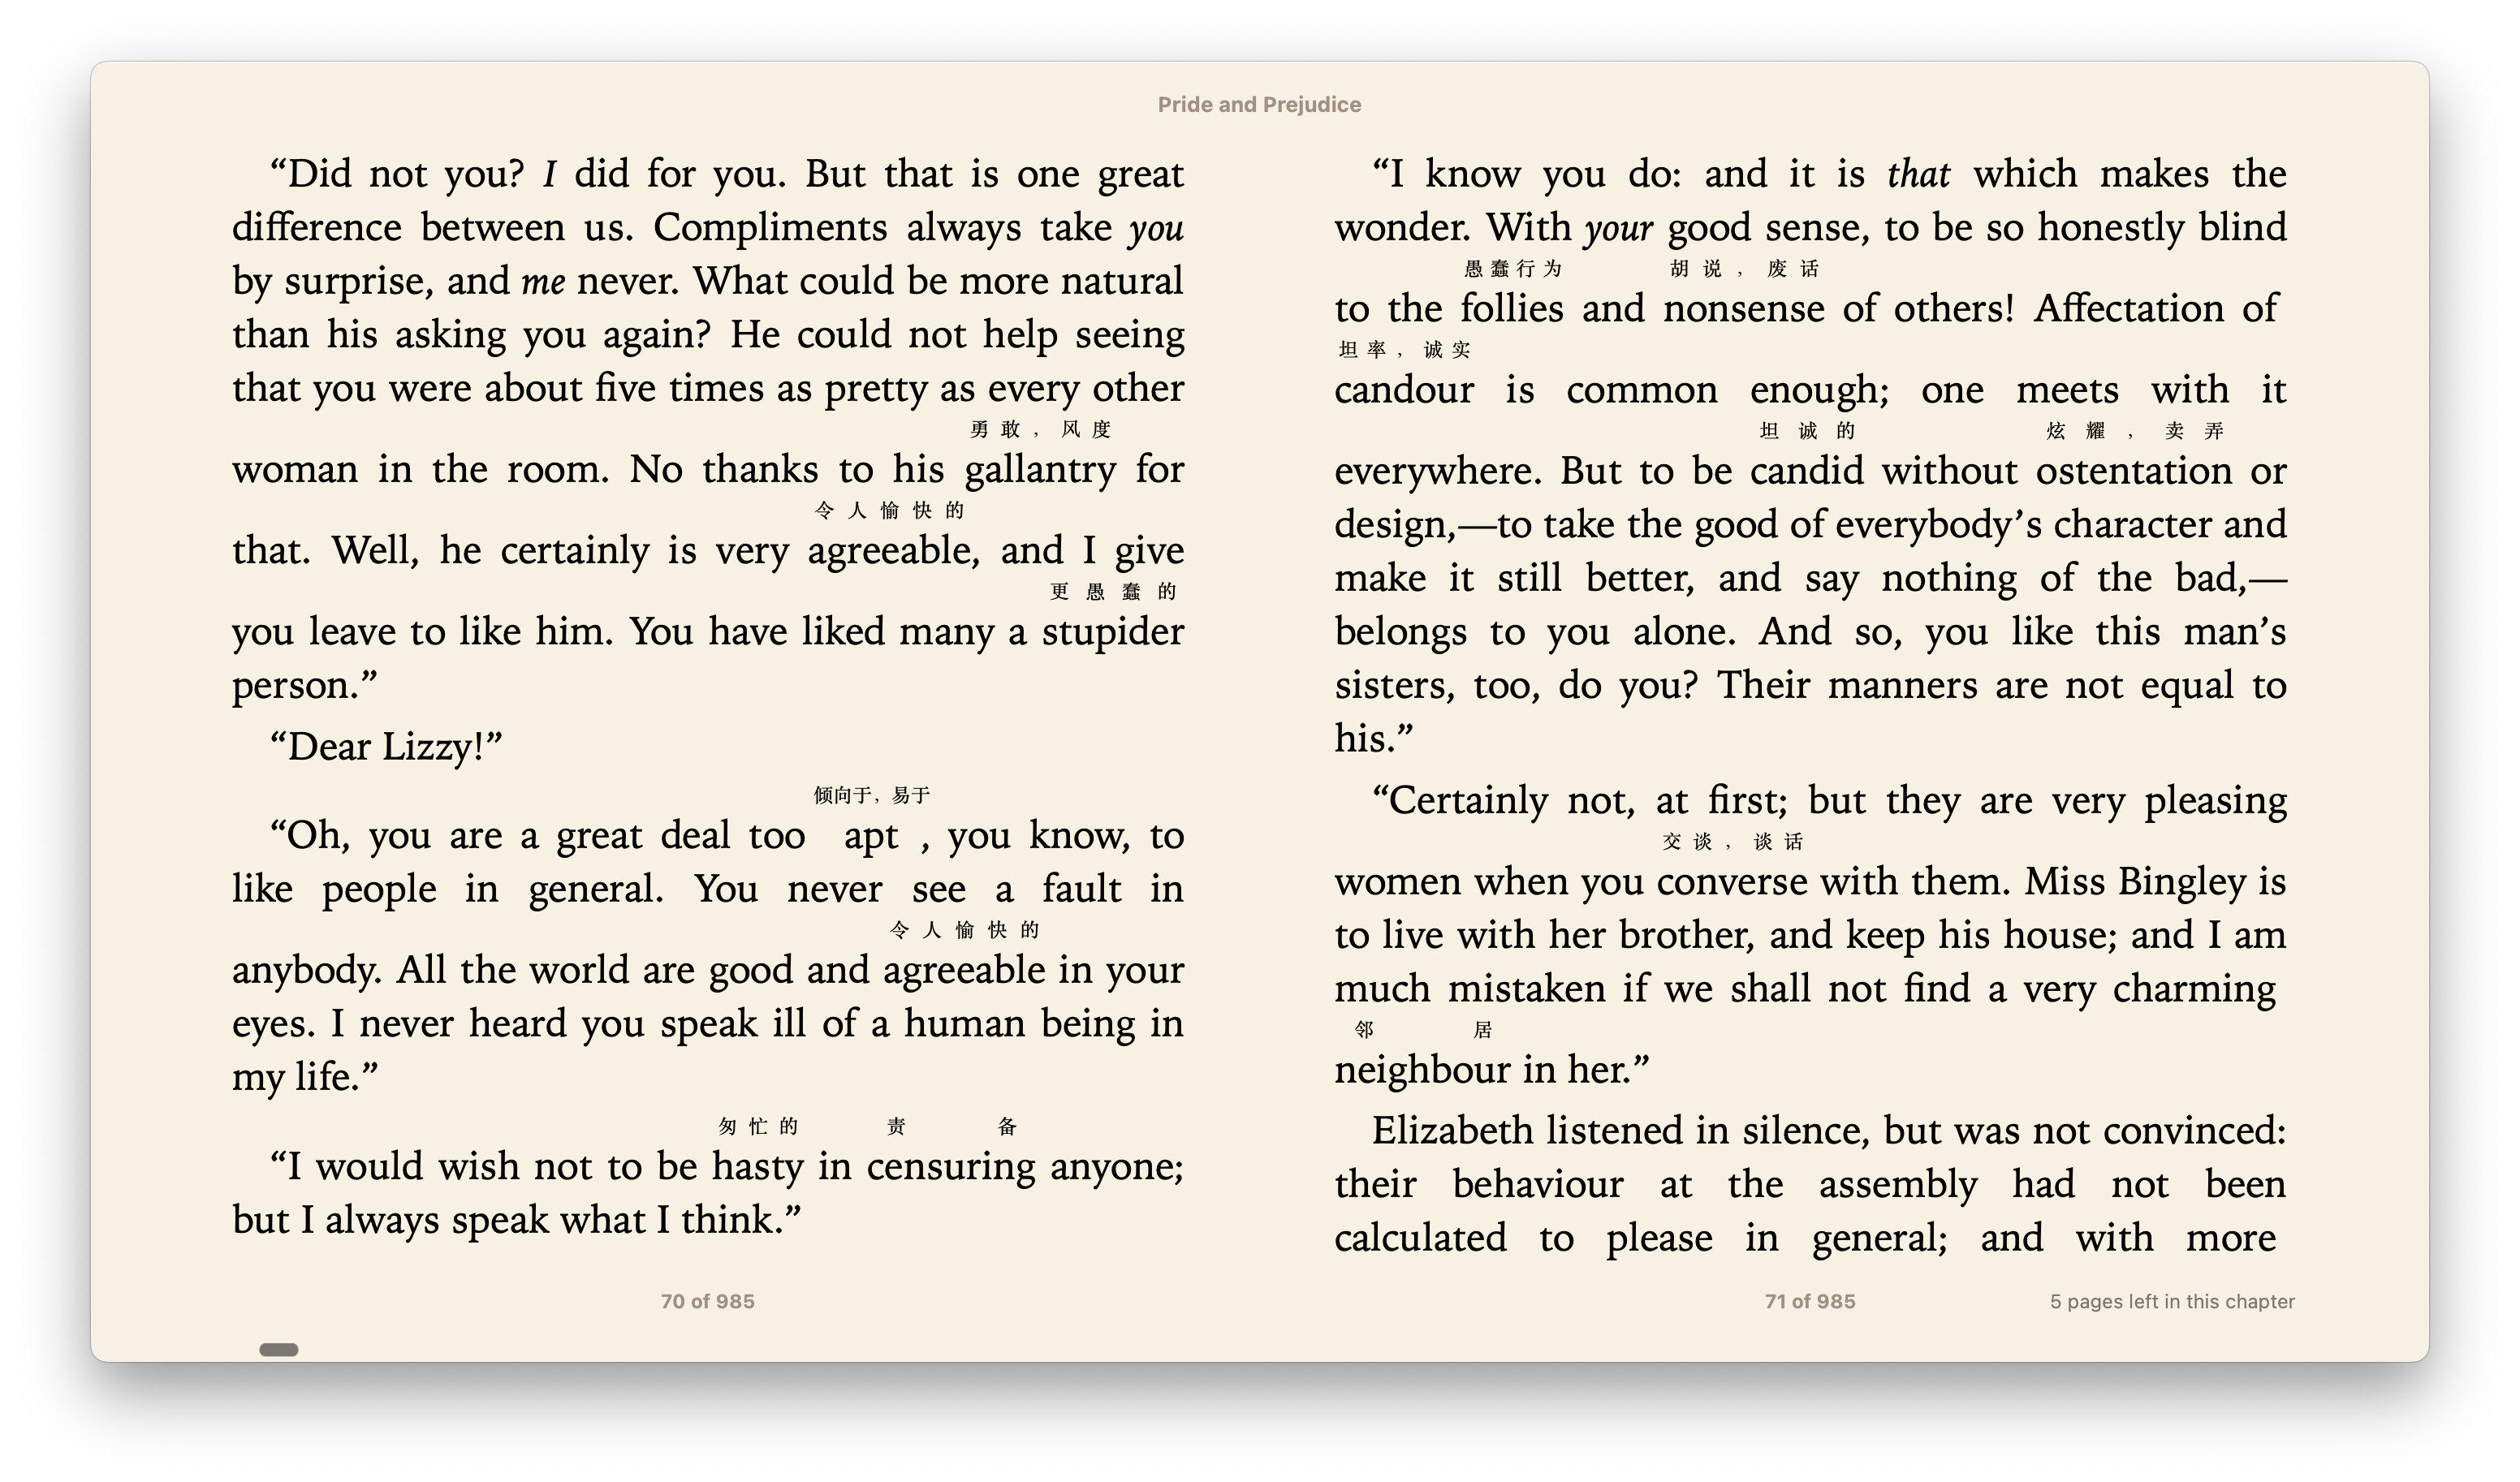 Pride and Prejudice
“Did not you? I did for you. But that is one great
difference between us. Compliments always take you
by surprise, and me never. What could be more natural
than his asking you again? He could not help seeing
that you were about five times as pretty as every other
勇敢，风度
woman in the room. No thanks to his gallantry for
令人愉快的
that. Well, he certainly is very agreeable, and I give
更愚蠢的
you leave to like him. You have liked many a stupider
person.”
“Dear Lizzy!”
倾向于，易于
“Oh, you are a great deal too apt , you know, to
like people in general. You never see a fault in
令人愉快的
anybody. All the world are good and agreeable in your
eyes. I never heard you speak ill of a human being in
my life.”
匆忙的 责备
“I would wish not to be hasty in censuring anyone;
but I always speak what I think.”
70 of 985
“I know you do: and it is that which makes the
wonder. With your good sense, to be so honestly blind
愚蠢行为 胡说，废话
to the follies and nonsense of others! Affectation of
坦率，诚实
candour is common enough; one meets with it
坦诚的 炫耀，卖弄
everywhere. But to be candid without ostentation or
design,—to take the good of everybody’s character and
make it still better, and say nothing of the bad,—
belongs to you alone. And so, you like this man’s
sisters, too, do you? Their manners are not equal to
his.”
“Certainly not, at first; but they are very pleasing
交谈，谈话
women when you converse with them. Miss Bingley is
to live with her brother, and keep his house; and I am
much mistaken if we shall not find a very charming
邻居
neighbour in her.”
Elizabeth listened in silence, but was not convinced:
their behaviour at the assembly had not been
calculated to please in general; and with more
71 of 985
5 pages left in this chapter